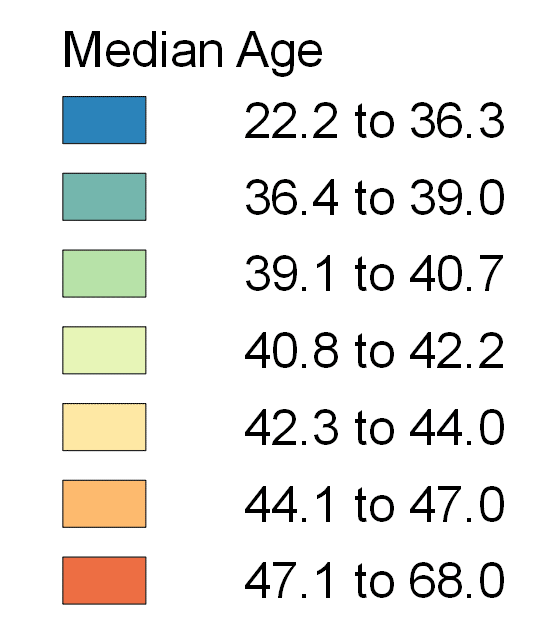 Median Age
22.2 to 36.3
36.4 to 39.0
39.1 to 40.7
40.8 to 42.2
42.3 to 44.0
44.1 to 47.0
47.1 to 68.0